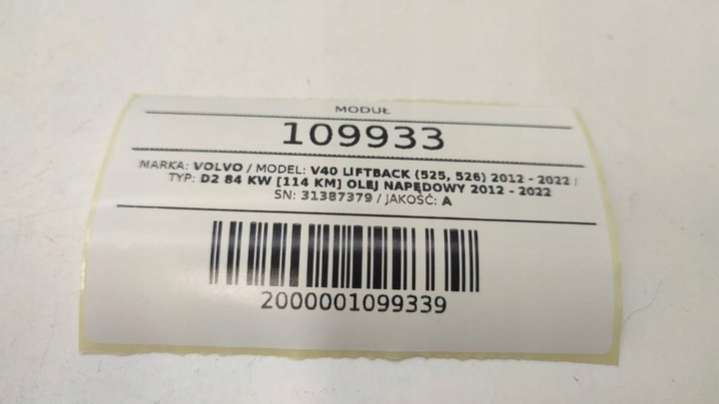 MODUŁ
109933
MARKA: VOLVO / MODEL: V40 LIFTBACK (525, 526) 2012 - 2022 |
TYP: D2 84 KW [114 KM] OLEJ NAPĘDOWY 2012 - 2022
SN: 31387379 / JAKOŚĆ: A
2000001099339